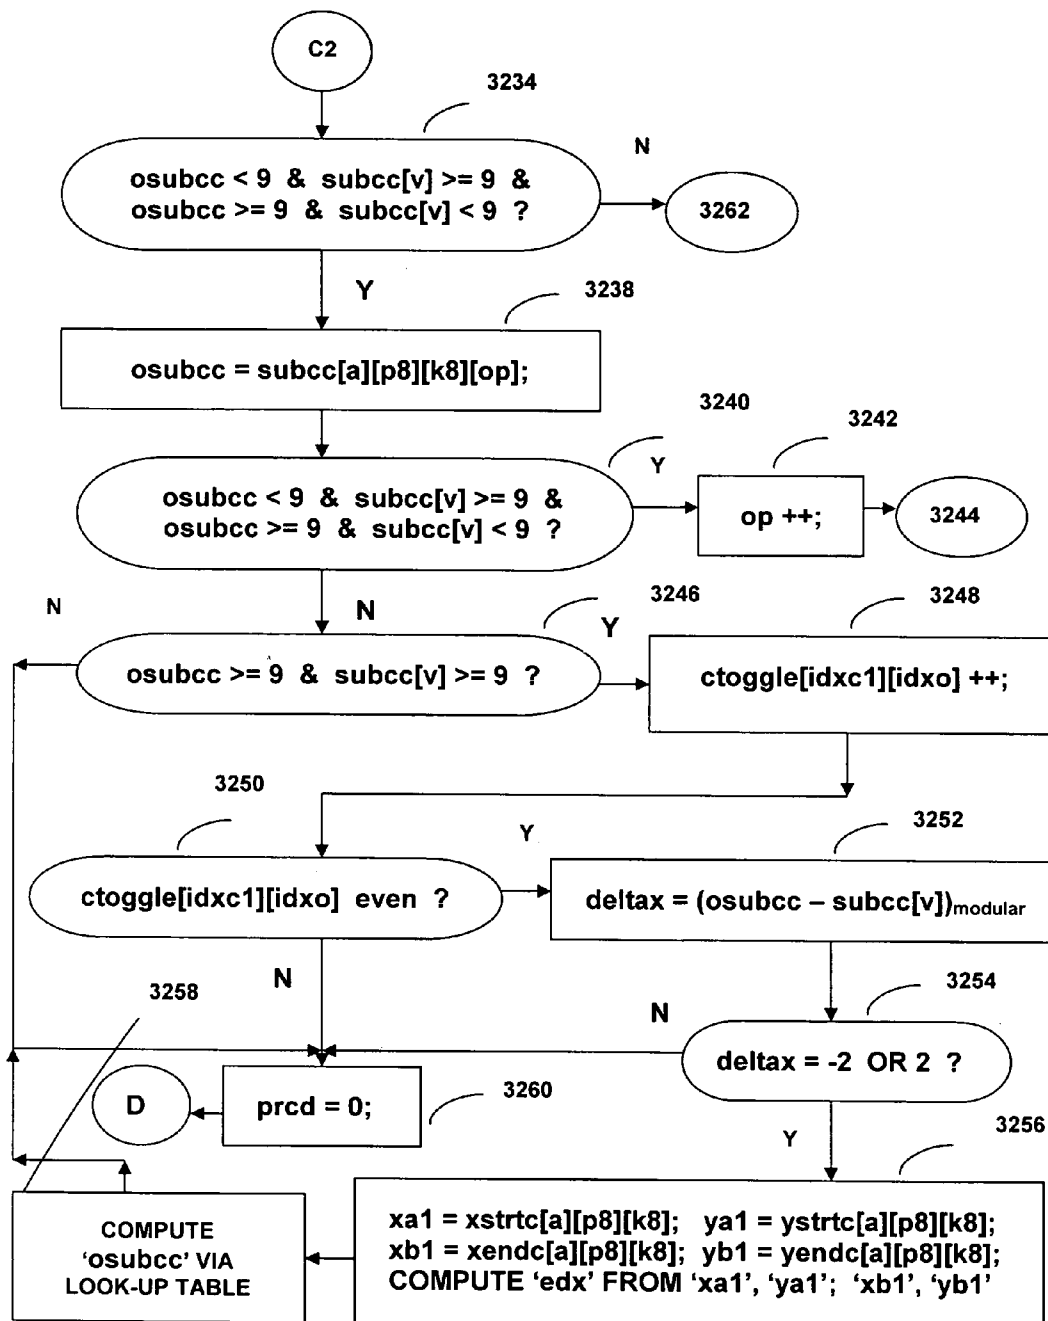 C2
3234
osubcc < 9 & subcc[v] >= 9 &
osubcc >= 9 & subcc[v] < 9 ?
N
3262
Y
3238
osubcc = subcc[a][p8][k8][op];
3240
3242
osubcc < 9 & subcc[v] >= 9 &
osubcc >= 9 & subcc[v] < 9 ?
Y
op ++;
3244
N
N
3246
Y
3248
osubcc >= 9 & subcc[v] >= 9 ?
ctoggle[idxc1][idxo] ++;
3250
Y
3252
ctoggle[idxc1][idxo] even ?
deltax = (osubcc – subcc[v])modular
N
3258
3254
N
deltax = -2 OR 2 ?
D
prcd = 0;
3260
Y
3256
COMPUTE
‘osubcc’ VIA
LOOK-UP TABLE
xa1 = xstrtc[a][p8][k8]; ya1 = ystrtc[a][p8][k8];
xb1 = xendc[a][p8][k8]; yb1 = yendc[a][p8][k8];
COMPUTE ‘edx’ FROM ‘xa1’, ‘ya1’; ‘xb1’, ‘yb1’